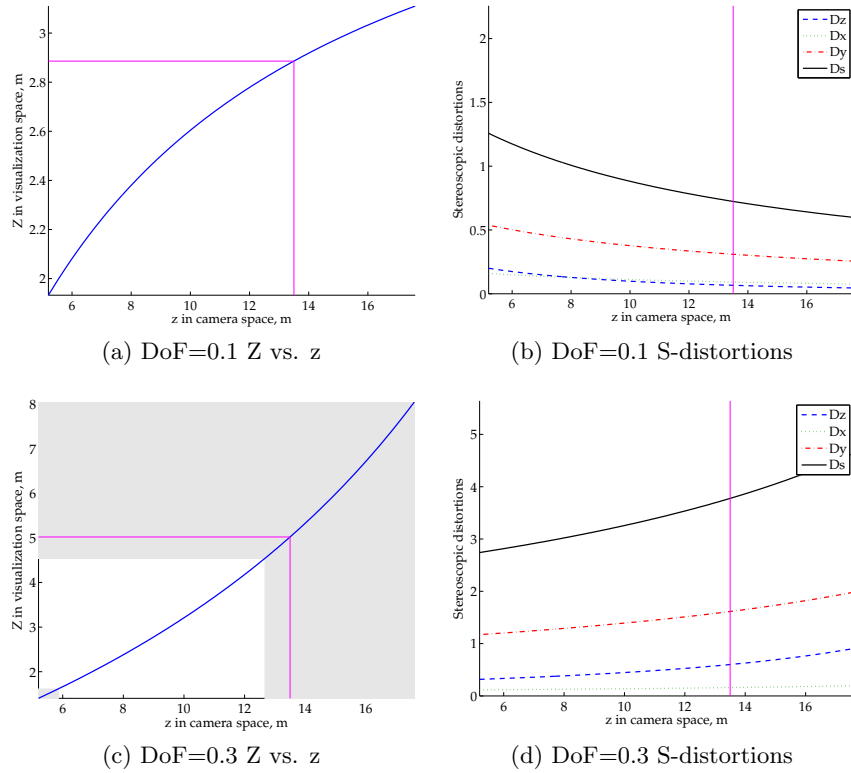 3
2.8
2.6
2.4
2.2
2
Z in visualization space, m
6 8 10 12 14 16
z in camera space, m
(a) DoF=0.1 Z vs. z
2
1.5
1
0.5
0
Stereoscopic distortions
Dz
Dx
Dy
Ds
6 8 10 12 14 16
z in camera space, m
(b) DoF=0.1 S-distortions
8
7
6
5
4
3
2
Z in visualization space, m
6 8 10 12 14 16
z in camera space, m
(c) DoF=0.3 Z vs. z
5
4
3
2
1
0
Stereoscopic distortions
Dz
Dx
Dy
Ds
6 8 10 12 14 16
z in camera space, m
(d) DoF=0.3 S-distortions